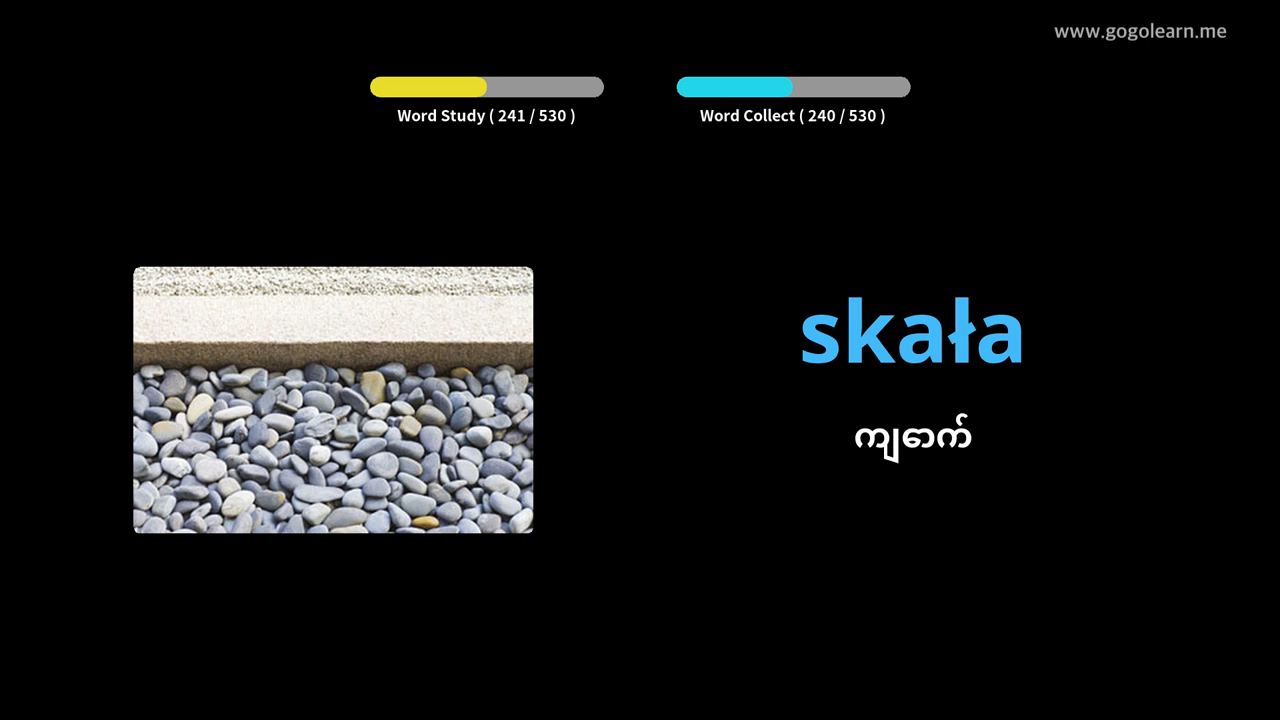 www.gogolearn.me
Word Study ( 241 / 530 )
Word Collect ( 240 / 530 )
skała
ကျောက်